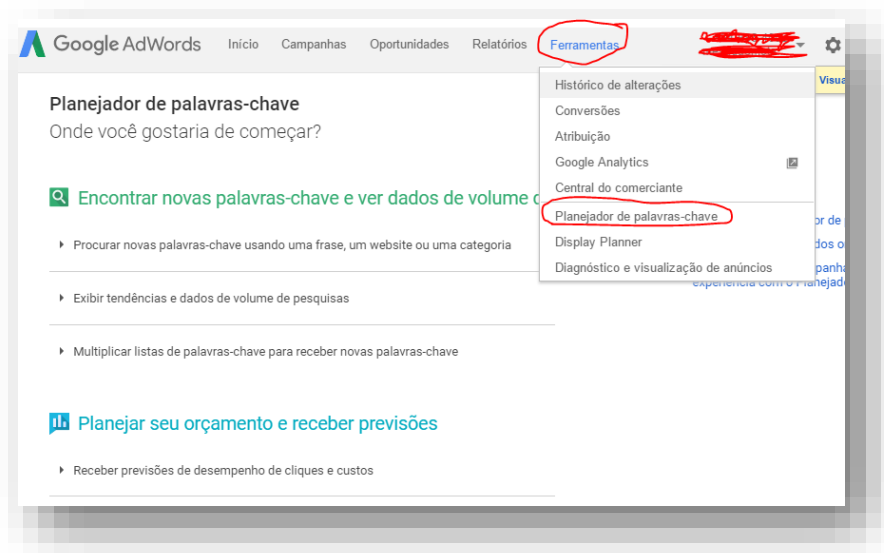 Google AdWords Início Campanhas Oportunidades Relatórios Ferramentas
Histórico de alterações
Conversões
Atribuição
Google Analytics
Central do comerciante
Planejador de palavras-chave
Display Planner
Diagnóstico e visualização de anúncios
Planejador de palavras-chave
Onde você gostaria de começar?
Encontrar novas palavras-chave e ver dados de volume
Procurar novas palavras-chave usando uma frase, um website ou uma categoria
Exibir tendências e dados de volume de pesquisas
Multiplicar listas de palavras-chave para receber novas palavras-chave
Planejar seu orçamento e receber previsões
Receber previsões de desempenho de cliques e custos